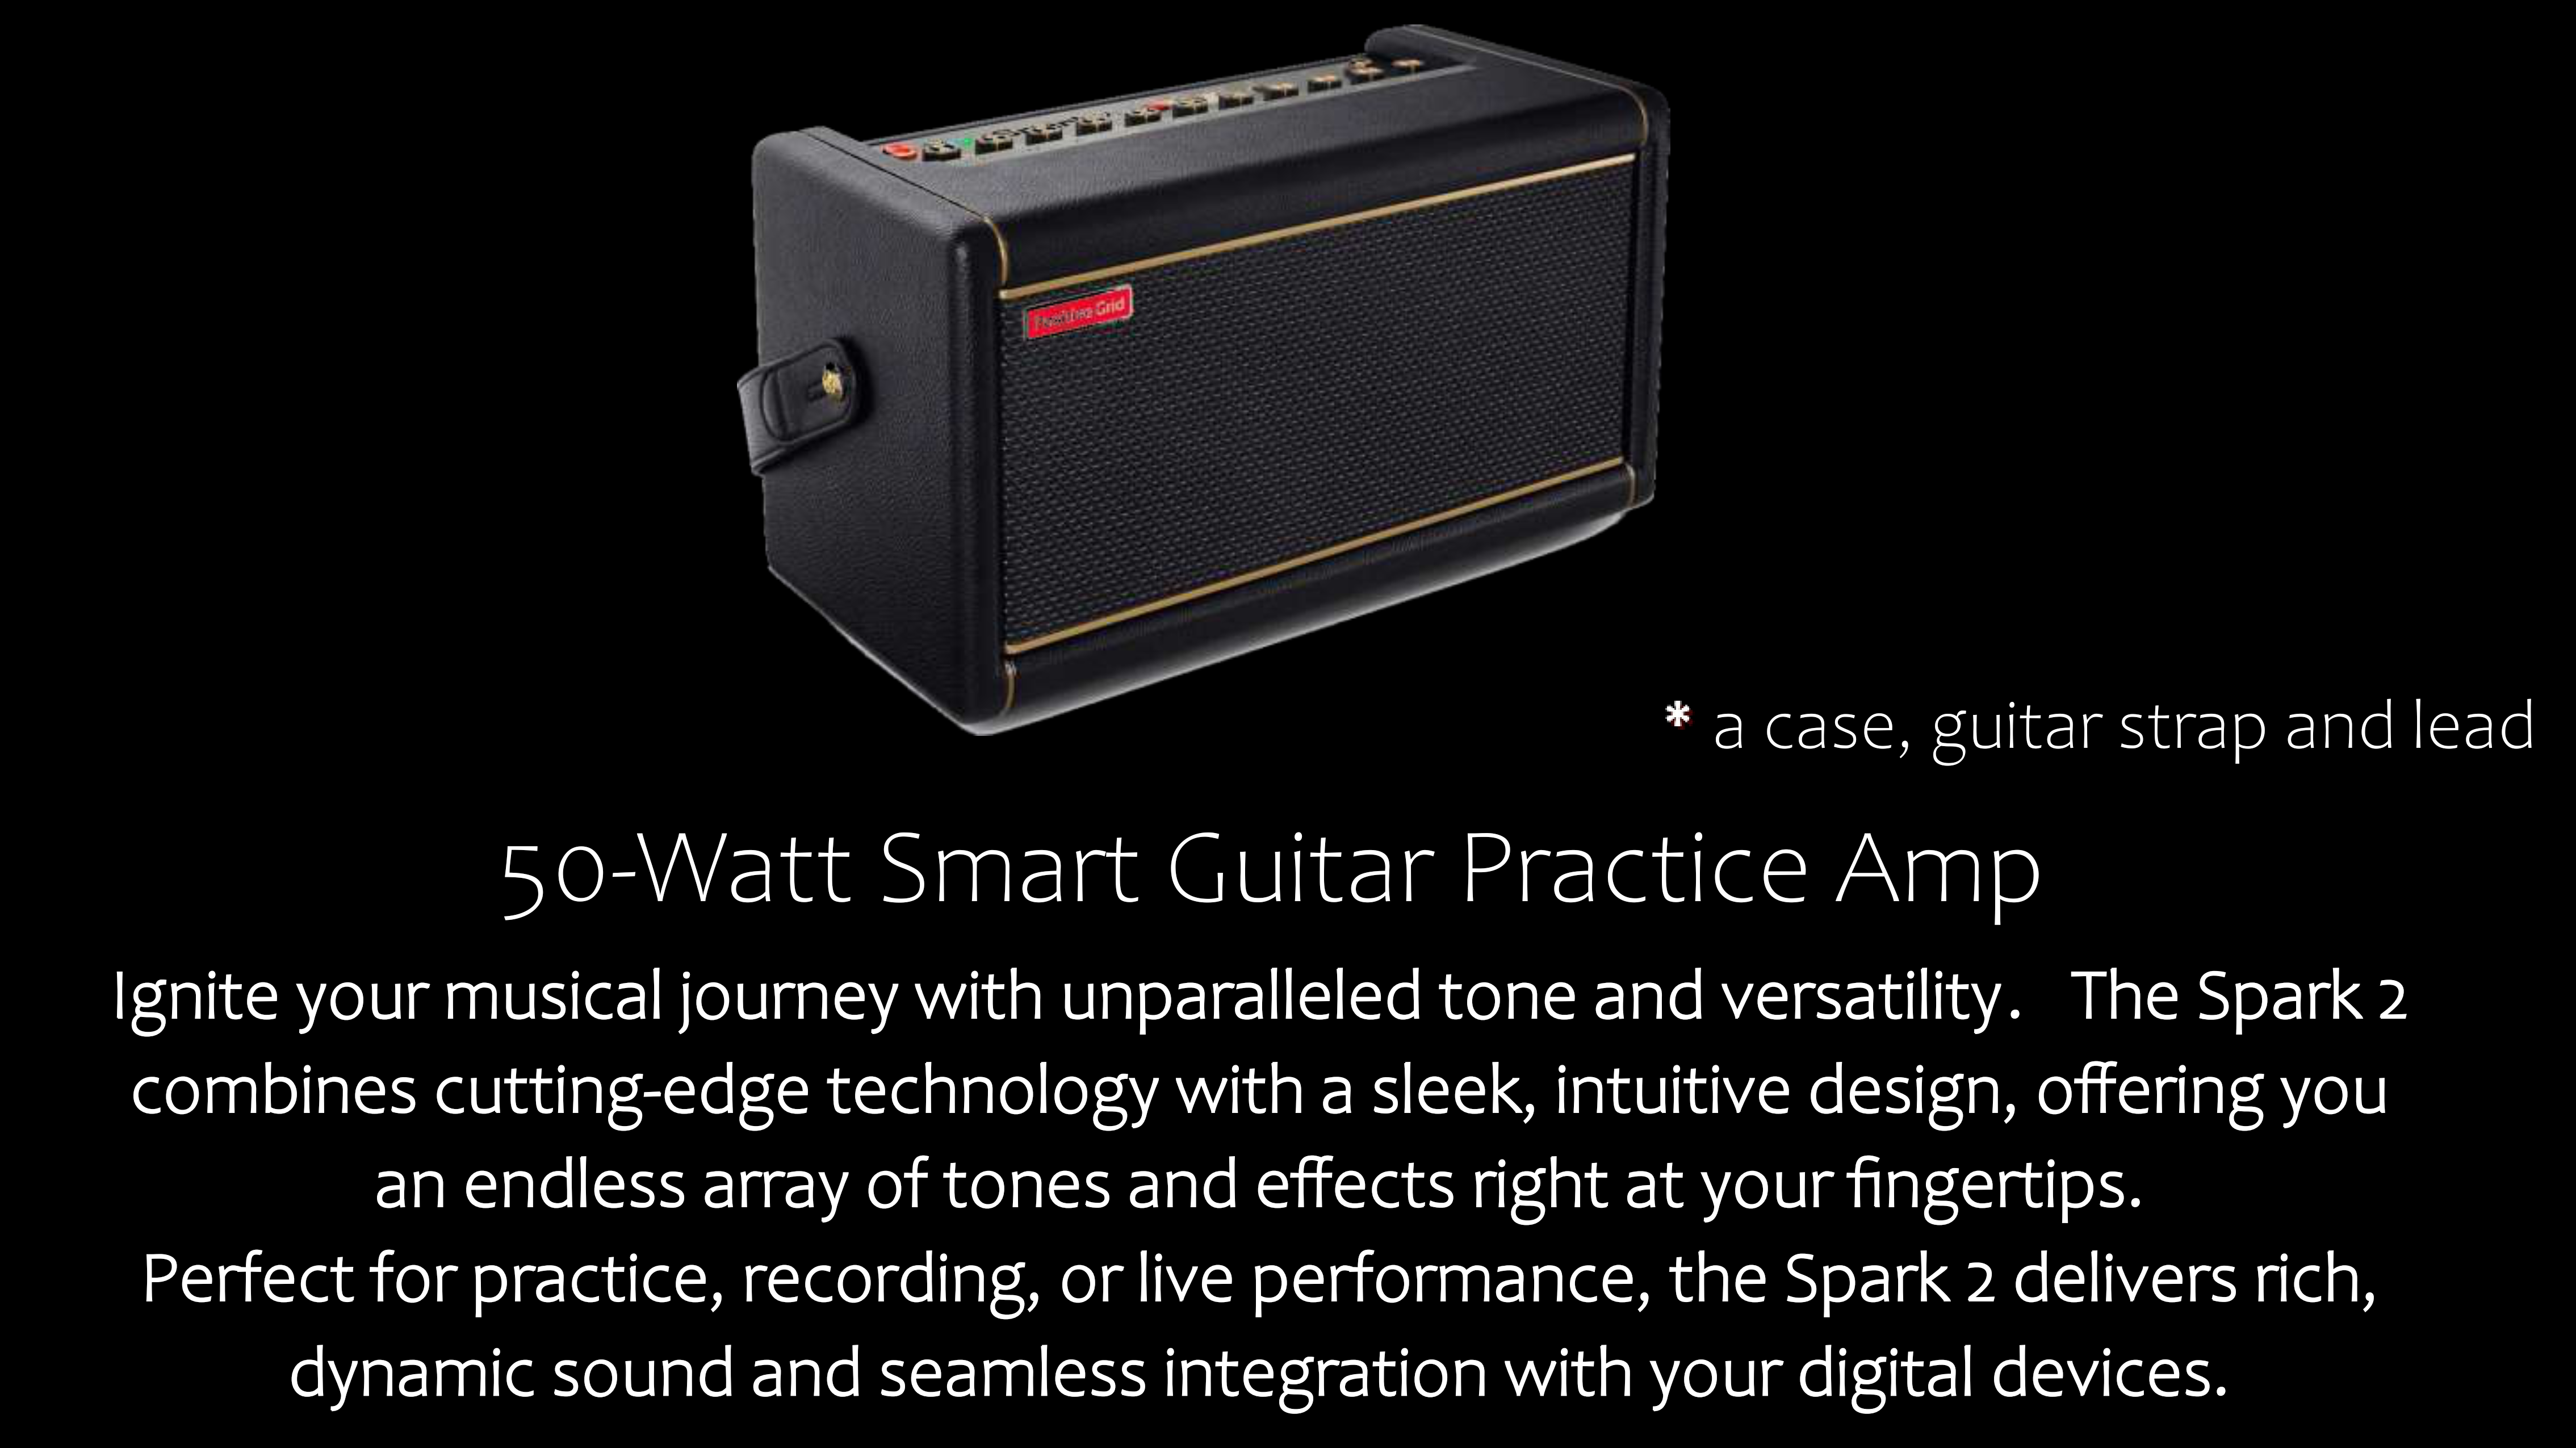 Grid
* a case, guitar strap and lead
50-Watt Smart Guitar Practice Amp
Ignite your musical journey with unparalleled tone and versatility. The Spark 2
combines cutting-edge technology with a sleek, intuitive design, offering you
an endless array of tones and effects right at your fingertips.
Perfect for practice, recording, or live performance, the Spark 2 delivers rich,
dynamic sound and seamless integration with your digital devices.